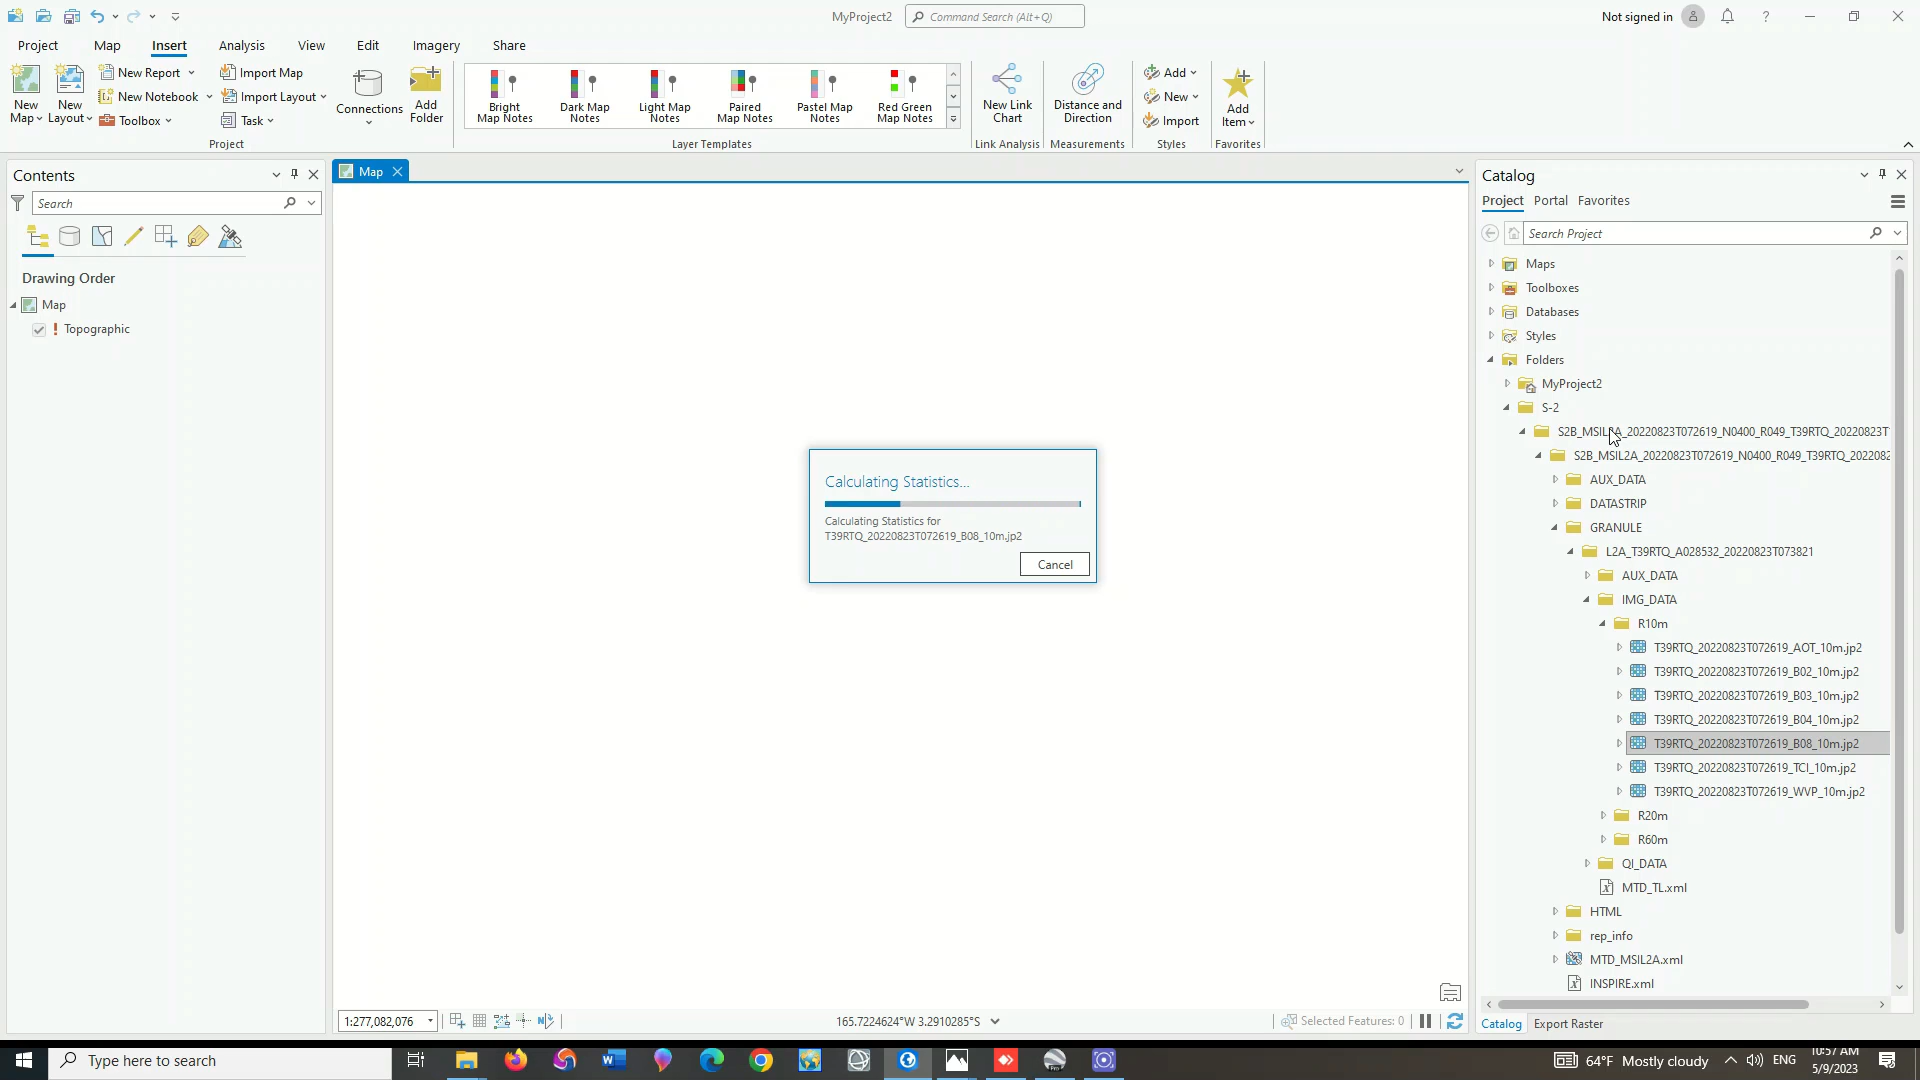 MyProject2
Command Search (Alt+Q)
Not signed in
Project
Map
Insert
Analysis
View
Edit
Imagery
Share
New Map
New Layout
New Report
New Notebook
Toolbox
Import Map
Import Layout
Task
Connections
Add Folder
Project
Bright Map Notes
Dark Map Notes
Light Map Notes
Paired Map Notes
Pastel Map Notes
Red Green Map Notes
Layer Templates
New Link Chart
Link Analysis
Distance and Direction
Measurements
Add
New
Import
Styles
Add Item
Favorites
Contents
Search
Drawing Order
Map
Topographic
Map
Calculating Statistics...
Calculating Statistics for
T39RTQ_20220823T072619_B08_10m.jp2
Cancel
1:277,082,076
165.7224624°W 3.2910285°S
Selected Features: 0
Catalog
Project
Portal
Favorites
Search Project
Maps
Toolboxes
Databases
Styles
Folders
MyProject2
S-2
S2B_MSIL2A_20220823T072619_N0400_R049_T39RTQ_20220823T
S2B_MSIL2A_20220823T072619_N0400_R049_T39RTQ_2022082
AUX_DATA
DATASTRIP
GRANULE
L2A_T39RTQ_A028532_20220823T073821
AUX_DATA
IMG_DATA
R10m
T39RTQ_20220823T072619_AOT_10m.jp2
T39RTQ_20220823T072619_B02_10m.jp2
T39RTQ_20220823T072619_B03_10m.jp2
T39RTQ_20220823T072619_B04_10m.jp2
T39RTQ_20220823T072619_B08_10m.jp2
T39RTQ_20220823T072619_TCI_10m.jp2
T39RTQ_20220823T072619_WVP_10m.jp2
R20m
R60m
QI_DATA
MTD_TL.xml
HTML
rep_info
MTD_MSIL2A.xml
INSPIRE.xml
Catalog
Export Raster
Type here to search
64°F Mostly cloudy
ENG
10:57 AM
5/9/2023